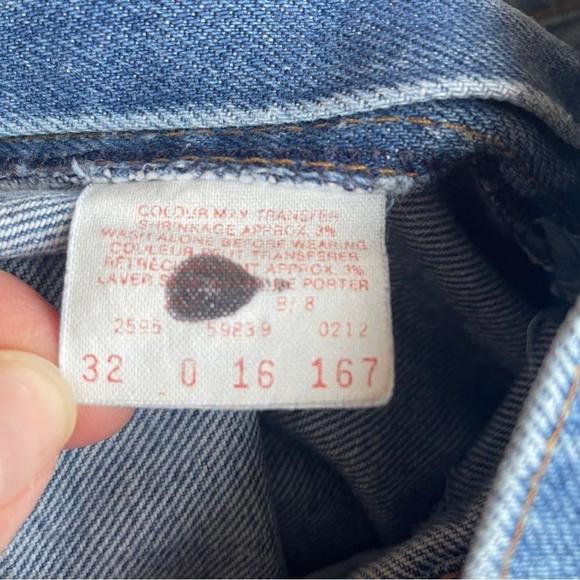 COLOUR MAY TRANSFER
SHRINKAGE APPROX. 3%
WASH ALONE BEFORE WEARING
COULEUR TRANSFERER
APPROX. 3%
LAVER PORTER
B/8
2595 59839 0212
32 0 16 167